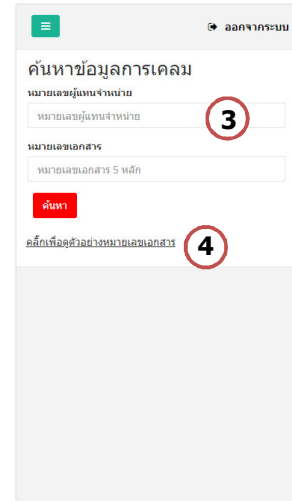 ออกจากระบบ
ค้นหาข้อมูลการเคลม
หมายเลขผู้แทนจำหน่าย
หมายเลขผู้แทนจำหน่าย
3
หมายเลขเอกสาร
หมายเลขเอกสาร 5 หลัก
ค้นหา
คลิ๊กเพื่อดูตัวอย่างหมายเลขเอกสาร
4